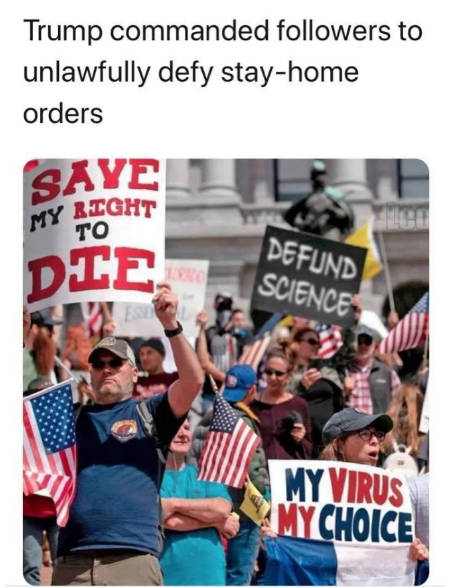 Trump commanded followers to
unlawfully defy stay-home
orders
SAVE
MY RIGHT
TO
DIE
DEFUND
SCIENCE
MY VIRUS
MY CHOICE